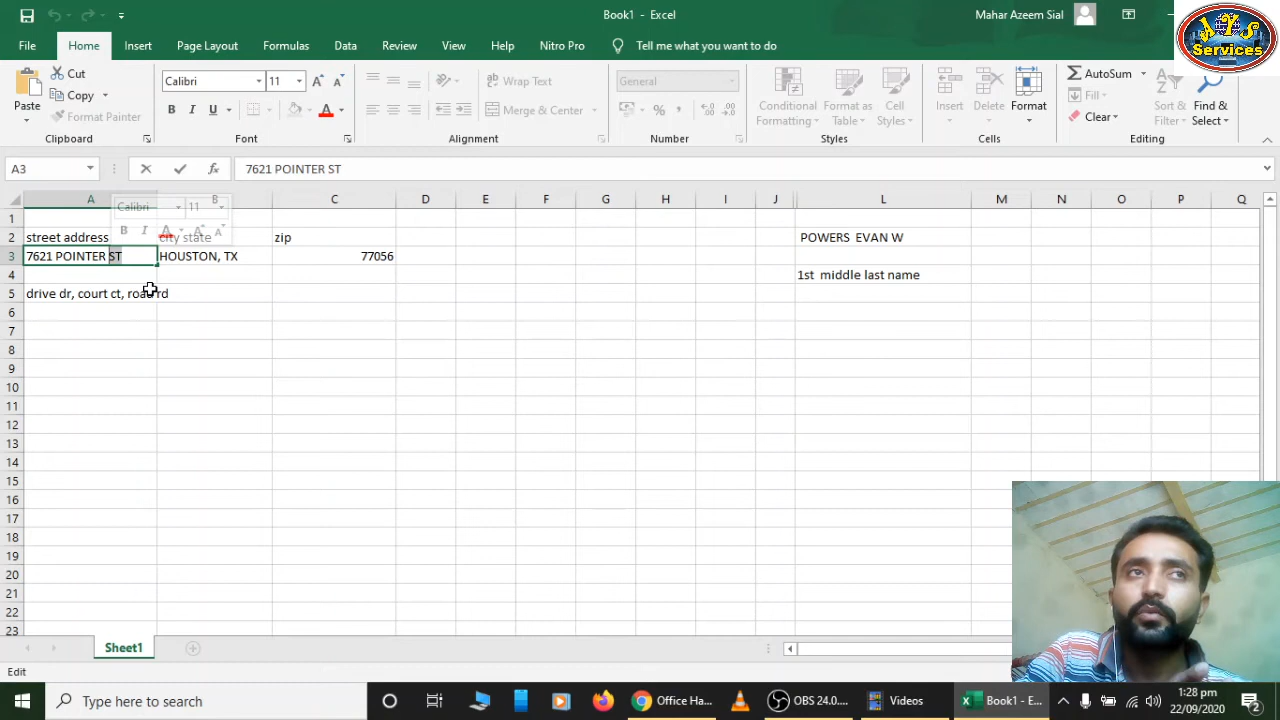 Book1 - Excel
Mahar Azeem Sial
AYS
Services
File Home Insert Page Layout Formulas Data Review View Help Nitro Pro Tell me what you want to do
Paste
Cut
Copy
Format Painter
Clipboard
Calibri 11
B I U
Font
Wrap Text
Merge & Center
Alignment
General
Number
Conditional Formatting
Format as Table
Cell Styles
Styles
Insert Delete Format
Cells
AutoSum
Fill
Clear
Sort & Filter
Find & Select
Editing
A3
fx
7621 POINTER ST
A B C D E F G H I J L M N O P Q
Calibri 11
B I A
1
2 street address city state zip POWERS EVAN W
3 7621 POINTER ST HOUSTON, TX 77056
4 1st middle last name
5 drive dr, court ct, road rd
6
7
8
9
10
11
12
13
14
15
16
17
18
19
20
21
22
23
Sheet1
Edit
Type here to search
Office Ha...
OBS 24.0....
Videos
Book1 - E...
1:28 pm
22/09/2020
2